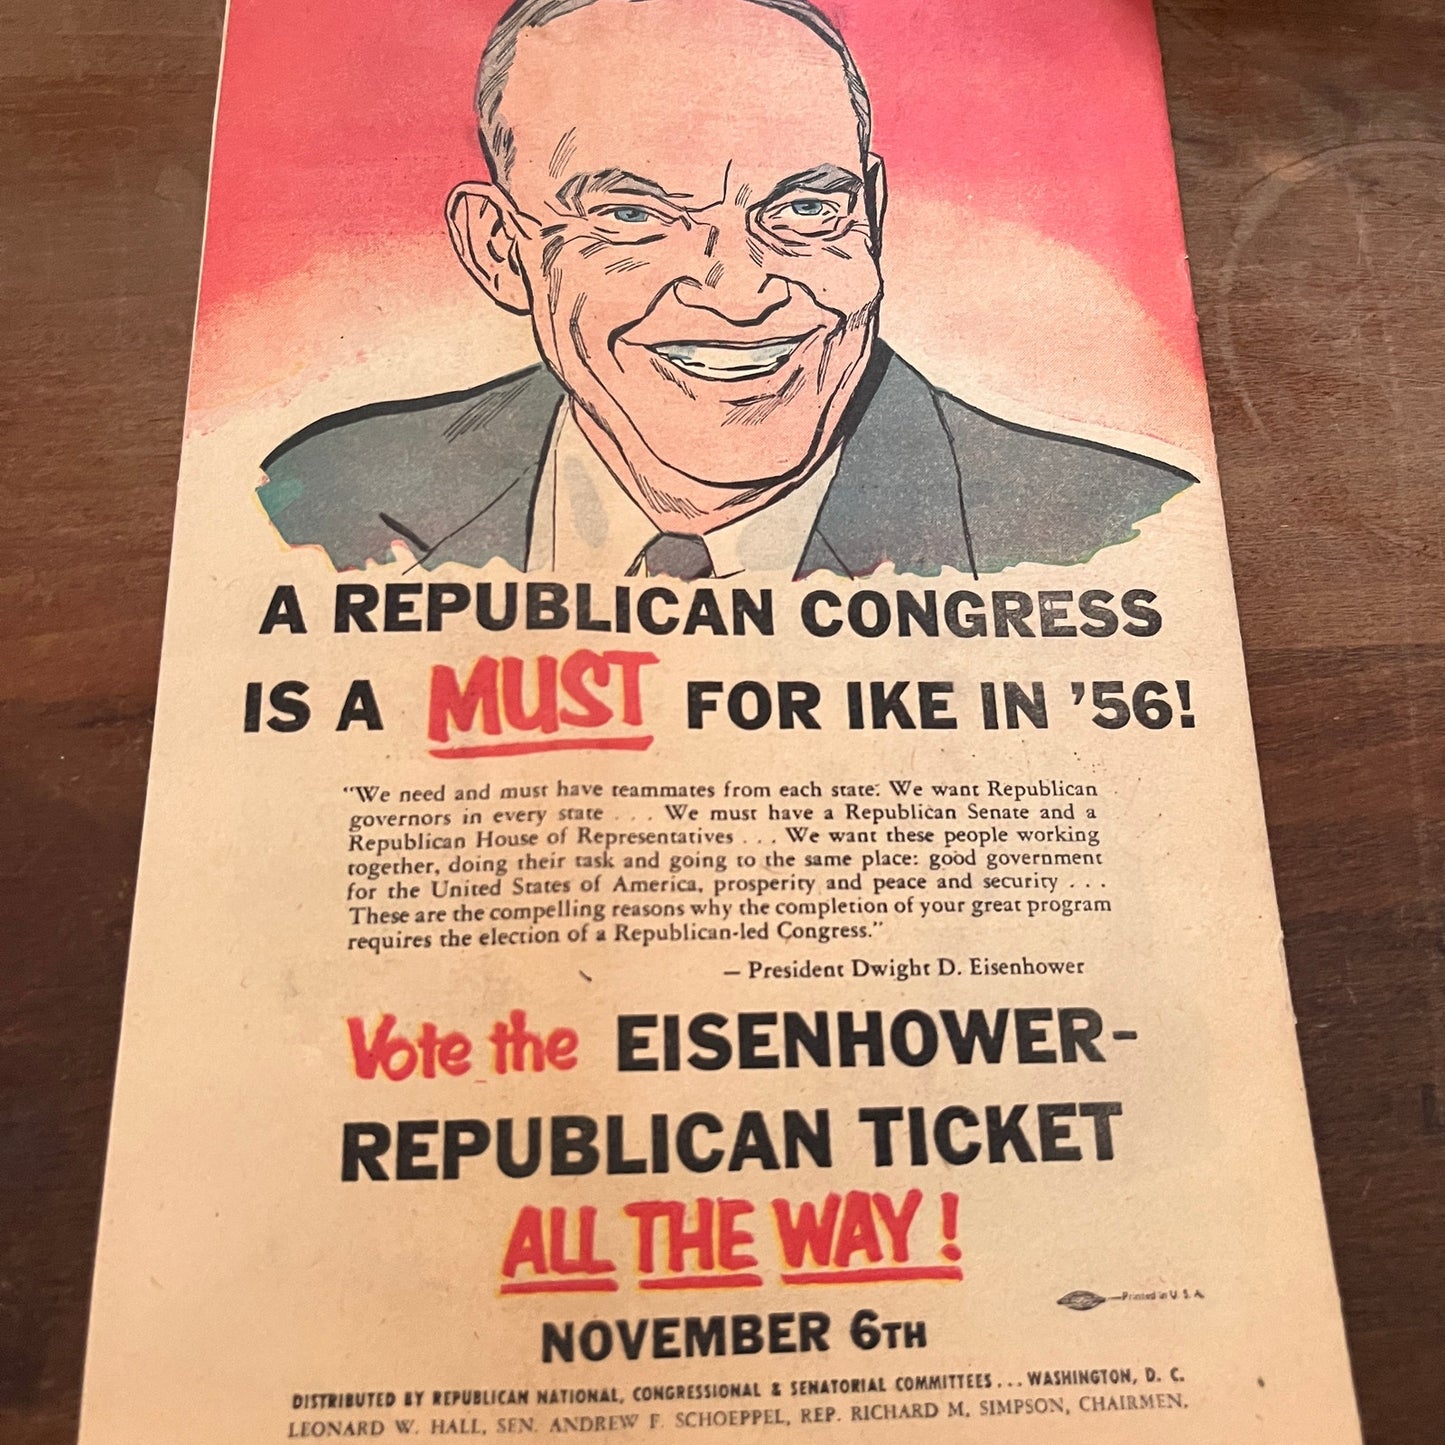 A REPUBLICAN CONGRESS
IS A MUST FOR IKE IN '56!
"We need and must have teammates from each state. We want Republican
governors in every state . . . We must have a Republican Senate and a
Republican House of Representatives . . . We want these people working
together, doing their task and going to the same place: good government
for the United States of America, prosperity and peace and security . . .
These are the compelling reasons why the completion of your great program
requires the election of a Republican-led Congress."
— President Dwight D. Eisenhower
Vote the EISENHOWER-
REPUBLICAN TICKET
ALL THE WAY!
Printed in U. S. A.
NOVEMBER 6TH
DISTRIBUTED BY REPUBLICAN NATIONAL, CONGRESSIONAL & SENATORIAL COMMITTEES . . . WASHINGTON, D. C.
LEONARD W. HALL, SEN. ANDREW F. SCHOEPPEL, REP. RICHARD M. SIMPSON, CHAIRMEN.